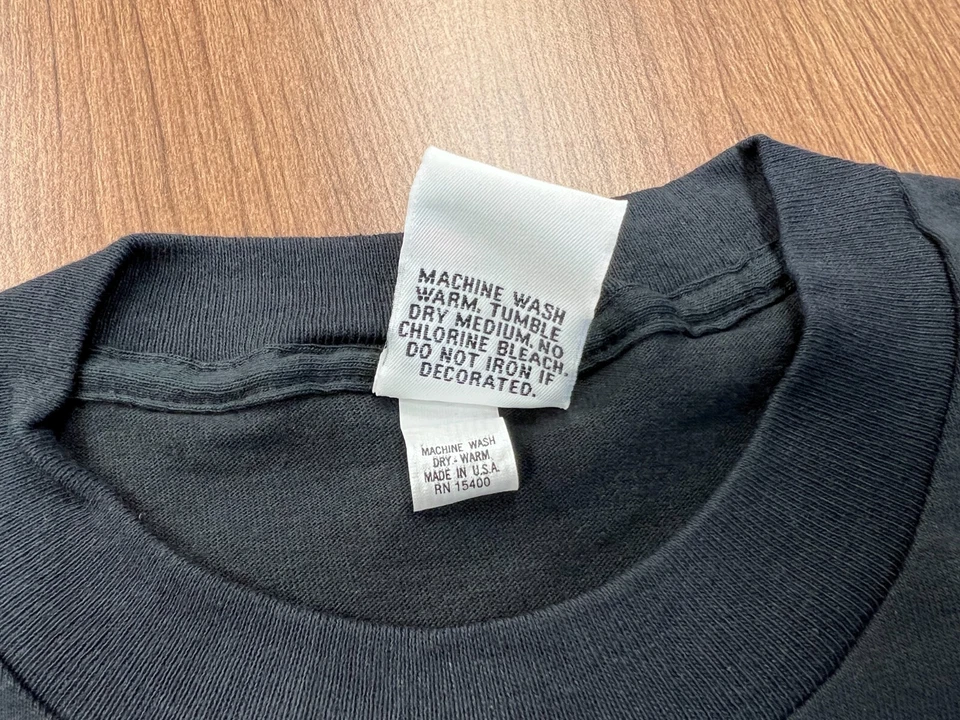 MACHINE WASH
WARM, TUMBLE
DRY MEDIUM, NO
CHLORINE BLEACH.
DO NOT IRON IF
DECORATED.
MACHINE WASH
DRY - WARM
MADE IN U.S.A.
RN 15400